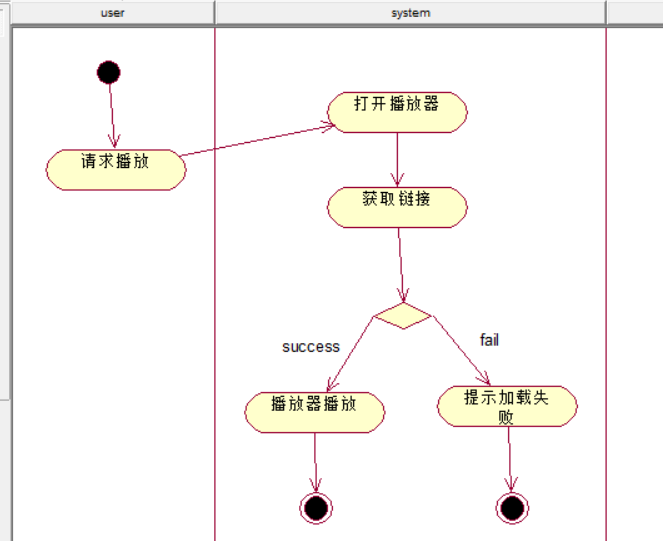 user
system
打开播放器
请求播放
获取链接
success
fail
播放器播放
提示加载失
败